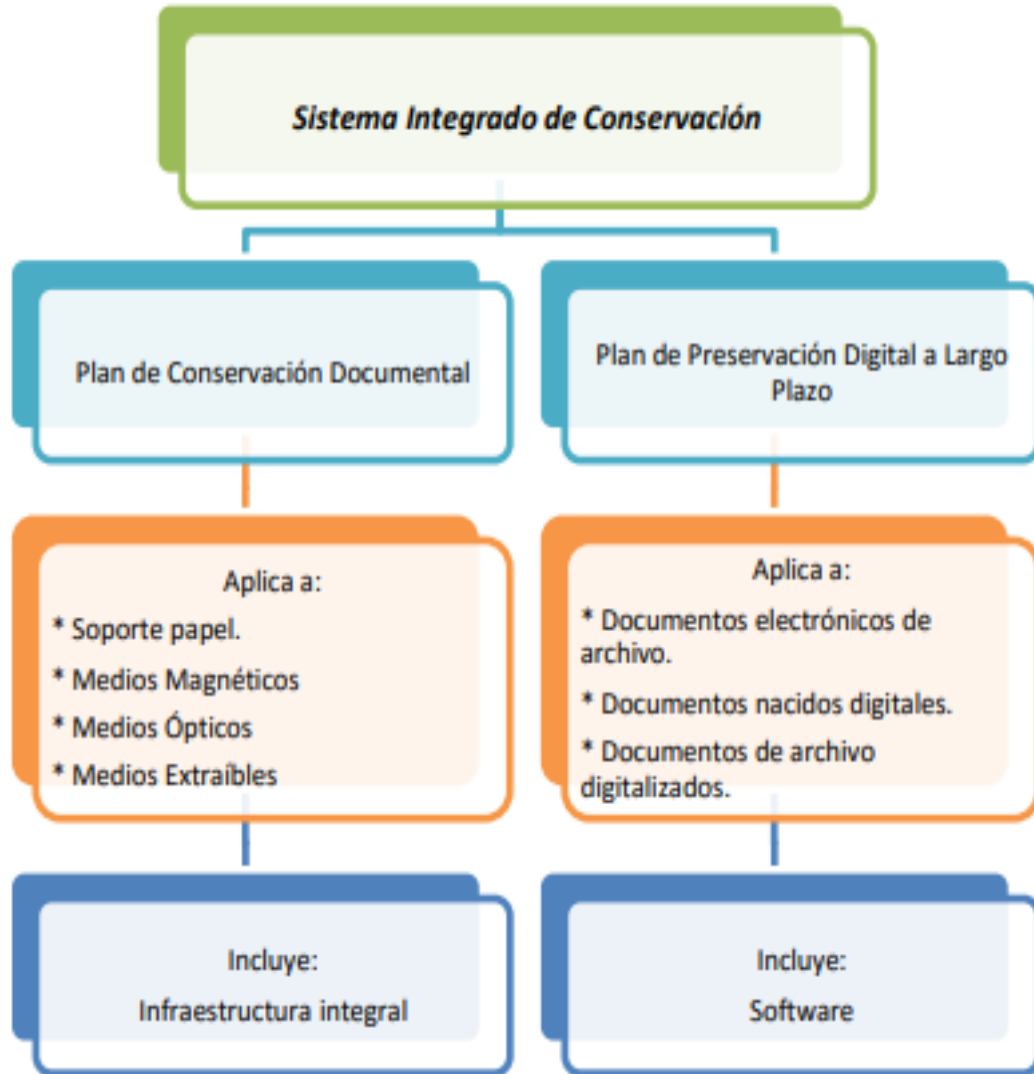 Sistema Integrado de Conservación
Plan de Conservación Documental
Plan de Preservación Digital a Largo
Plazo
Aplica a:
* Soporte papel.
* Medios Magnéticos
* Medios Ópticos
* Medios Extraíbles
Aplica a:
* Documentos electrónicos de
archivo.
* Documentos nacidos digitales.
* Documentos de archivo
digitalizados.
Incluye:
Infraestructura integral
Incluye:
Software